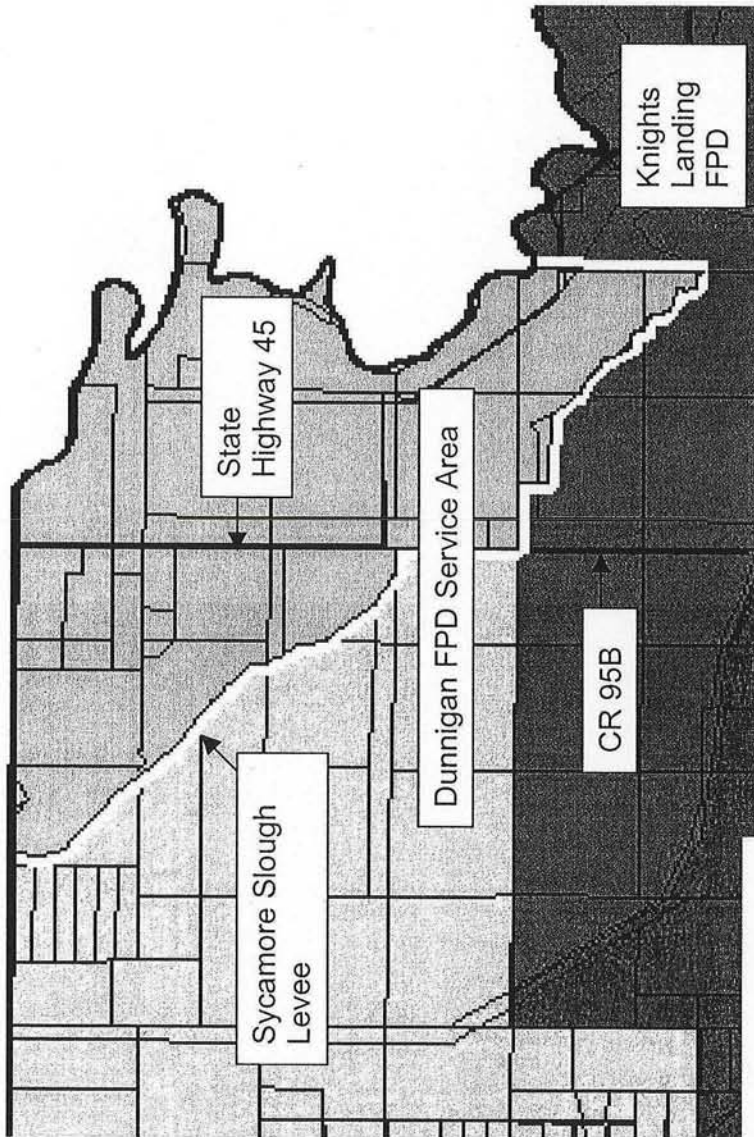 State
Highway 45
Knights
Landing
FPD
Dunnigan FPD Service Area
Sycamore Slough
Levee
CR 95B